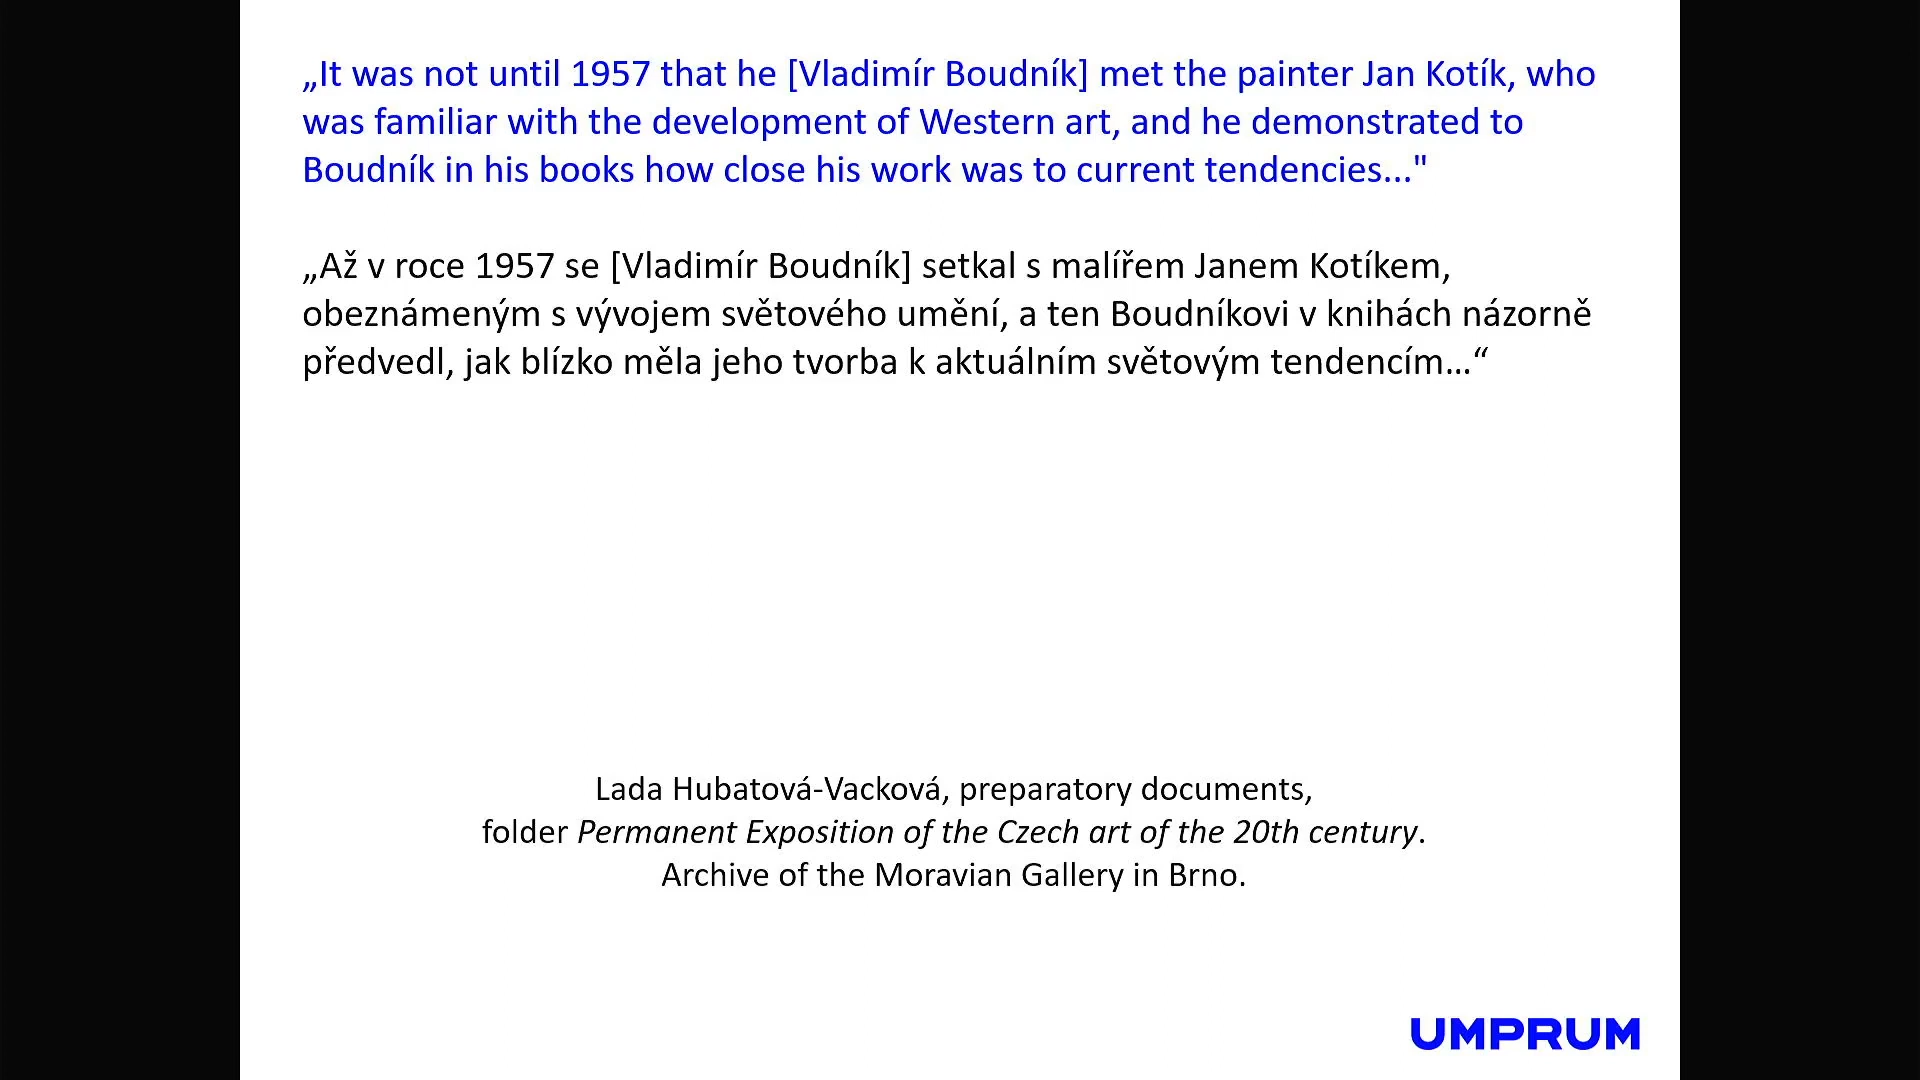 „It was not until 1957 that he [Vladimír Boudník] met the painter Jan Kotík, who
was familiar with the development of Western art, and he demonstrated to
Boudník in his books how close his work was to current tendencies..."
„Až v roce 1957 se [Vladimír Boudník] setkal s malířem Janem Kotíkem,
obeznámeným s vývojem světového umění, a ten Boudníkovi v knihách názorně
předvedl, jak blízko měla jeho tvorba k aktuálním světovým tendencím…“
Lada Hubatová-Vacková, preparatory documents,
folder Permanent Exposition of the Czech art of the 20th century.
Archive of the Moravian Gallery in Brno.
UMPRUM